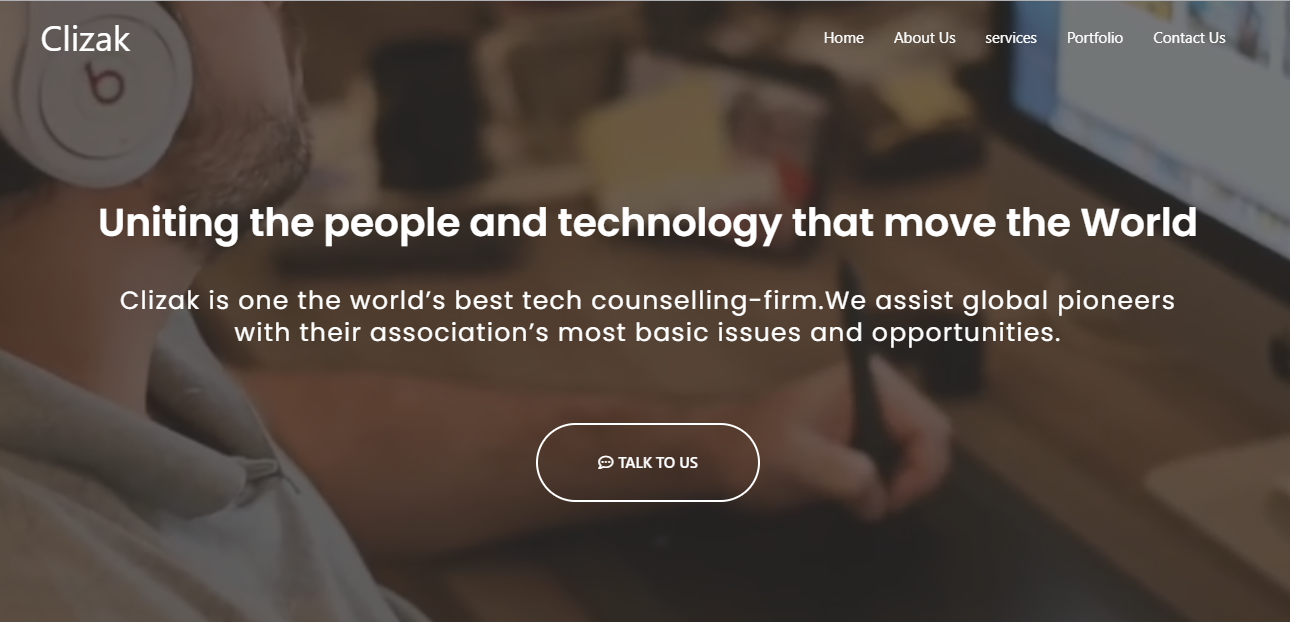 Clizak
Home About Us services Portfolio Contact Us
Uniting the people and technology that move the World
Clizak is one the world’s best tech counselling-firm.We assist global pioneers
with their association’s most basic issues and opportunities.
TALK TO US